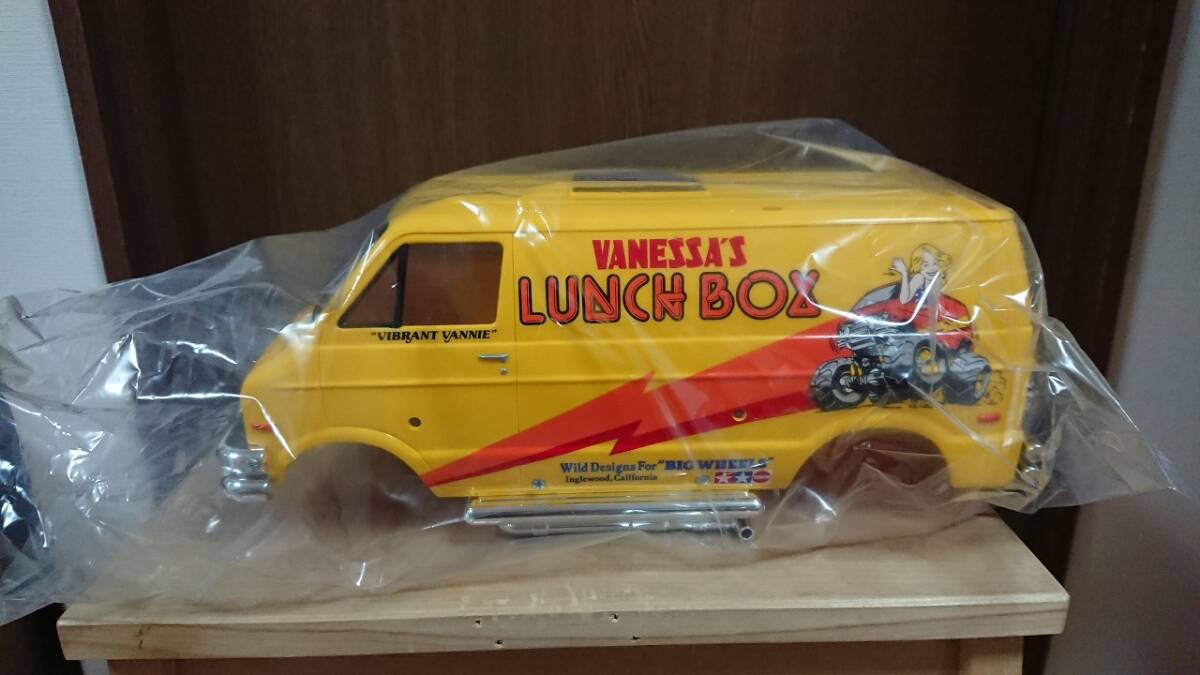 VANESSA'S
LUNCH BOX
"VIBRANT VANNIE"
Wild Designs For "BIG WHEELS"
Inglewood, California